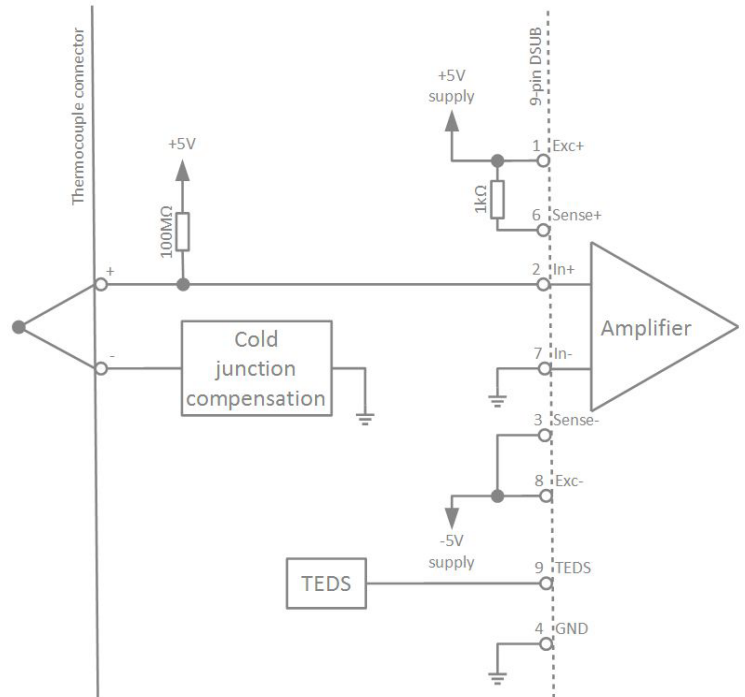 Thermocouple connector
9-pin DSUB
+5V
supply
1 Exc+
+5V
1kΩ
6 Sense+
100MΩ
+
2 In+
Amplifier
Cold
junction
compensation
-
7 In-
3 Sense-
8 Exc-
-5V
supply
TEDS
9 TEDS
4 GND